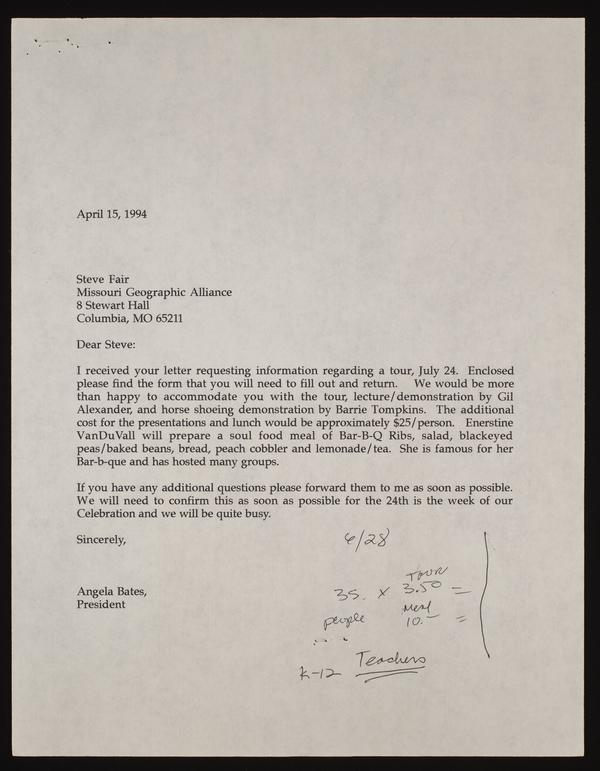 April 15, 1994
Steve Fair
Missouri Geographic Alliance
8 Stewart Hall
Columbia, MO 65211
Dear Steve:
I received your letter requesting information regarding a tour, July 24. Enclosed
please find the form that you will need to fill out and return. We would be more
than happy to accommodate you with the tour, lecture/demonstration by Gil
Alexander, and horse shoeing demonstration by Barrie Tompkins. The additional
cost for the presentations and lunch would be approximately $25/person. Enerstine
VanDuVall will prepare a soul food meal of Bar-B-Q Ribs, salad, blackeyed
peas/baked beans, bread, peach cobbler and lemonade/tea. She is famous for her
Bar-b-que and has hosted many groups.
If you have any additional questions please forward them to me as soon as possible.
We will need to confirm this as soon as possible for the 24th is the week of our
Celebration and we will be quite busy.
Sincerely,
Angela Bates,
President
/28
TOUR
35. x 3.50 =
people
meal
10.— =
K-12 Teachers